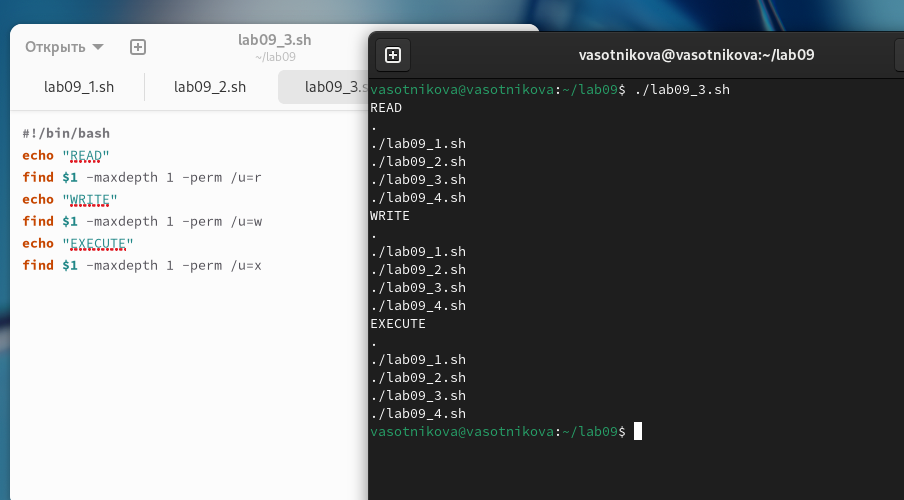 Открыть
lab09_3.sh
~/lab09
lab09_1.sh
lab09_2.sh
lab09_3.s
#!/bin/bash
echo "READ"
find $1 -maxdepth 1 -perm /u=r
echo "WRITE"
find $1 -maxdepth 1 -perm /u=w
echo "EXECUTE"
find $1 -maxdepth 1 -perm /u=x
vasotnikova@vasotnikova:~/lab09
vasotnikova@vasotnikova:~/lab09$ ./lab09_3.sh
READ
.
./lab09_1.sh
./lab09_2.sh
./lab09_3.sh
./lab09_4.sh
WRITE
.
./lab09_1.sh
./lab09_2.sh
./lab09_3.sh
./lab09_4.sh
EXECUTE
.
./lab09_1.sh
./lab09_2.sh
./lab09_3.sh
./lab09_4.sh
vasotnikova@vasotnikova:~/lab09$